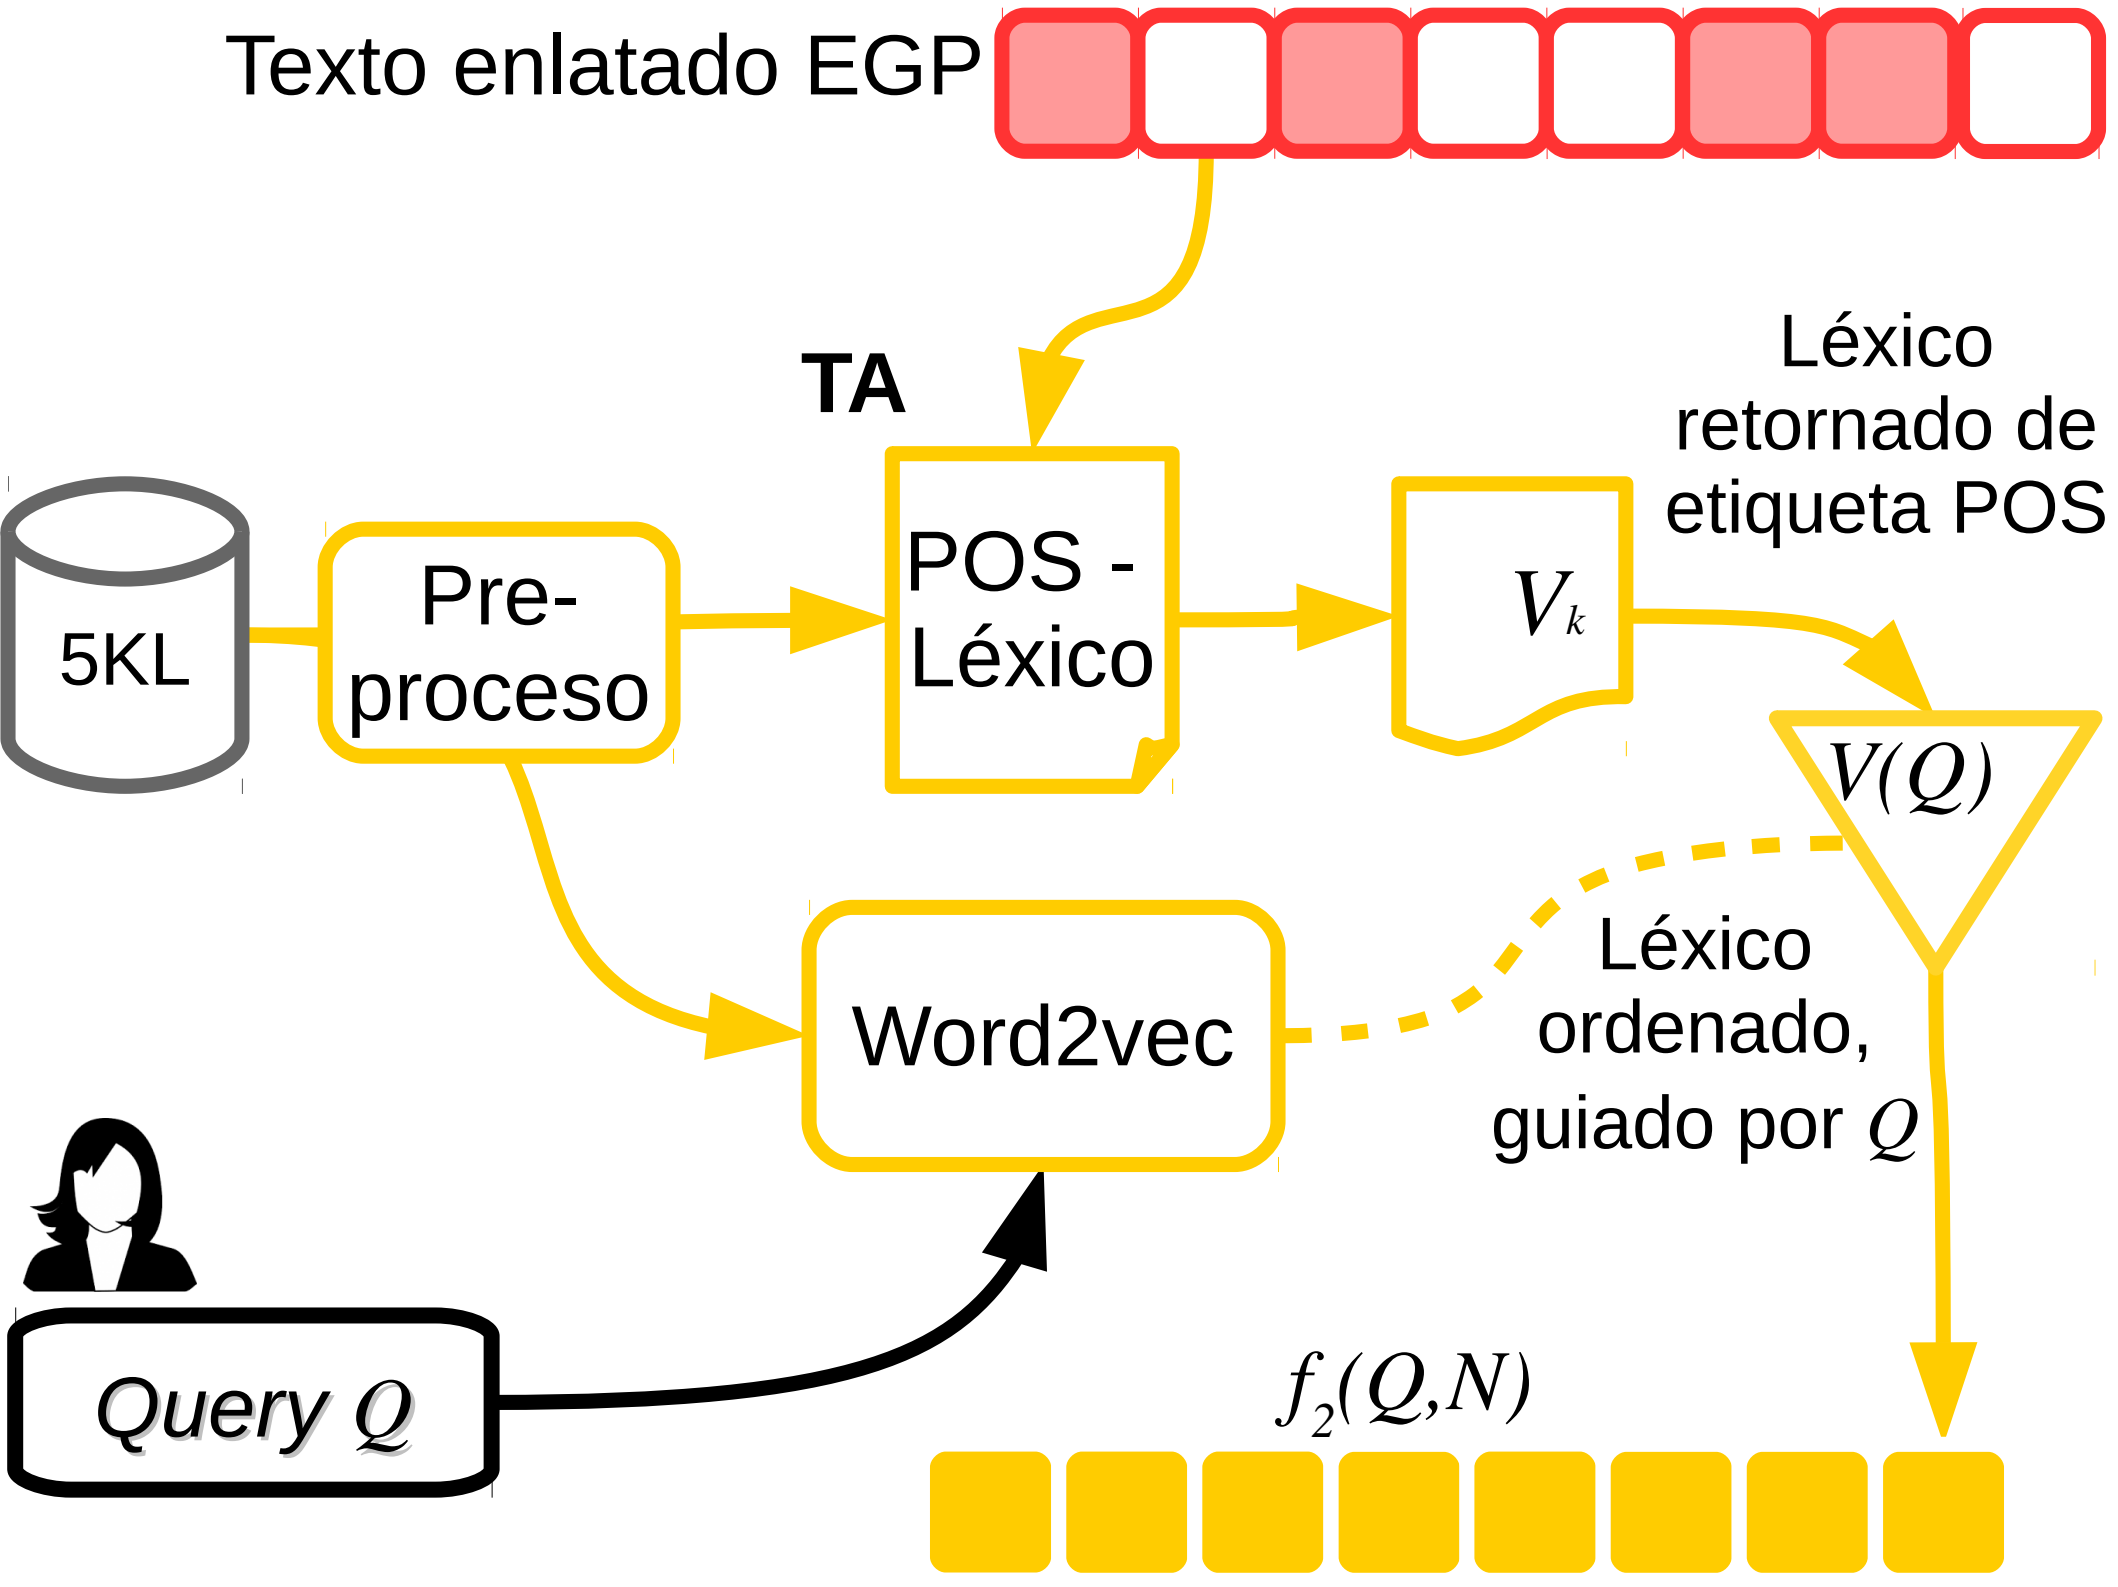 Texto enlatado EGP
TA
Léxico
retornado de
etiqueta POS
5KL
Pre-
proceso
POS -
Léxico
Vk
V(Q)
Word2vec
Léxico
ordenado,
guiado por Q
Query Q
f2(Q,N)